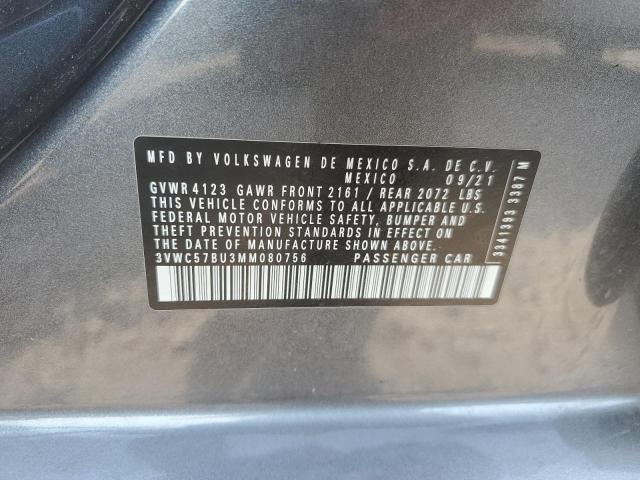 MFD BY VOLKSWAGEN DE MEXICO S.A. DE C.V.
MEXICO 09/21
GVWR 4123 GAWR FRONT 2161 / REAR 2072 LBS
THIS VEHICLE CONFORMS TO ALL APPLICABLE U.S.
FEDERAL MOTOR VEHICLE SAFETY, BUMPER AND
THEFT PREVENTION STANDARDS IN EFFECT ON
THE DATE OF MANUFACTURE SHOWN ABOVE.
3VWC57BU3MM080756 PASSENGER CAR
3341393 3387 M